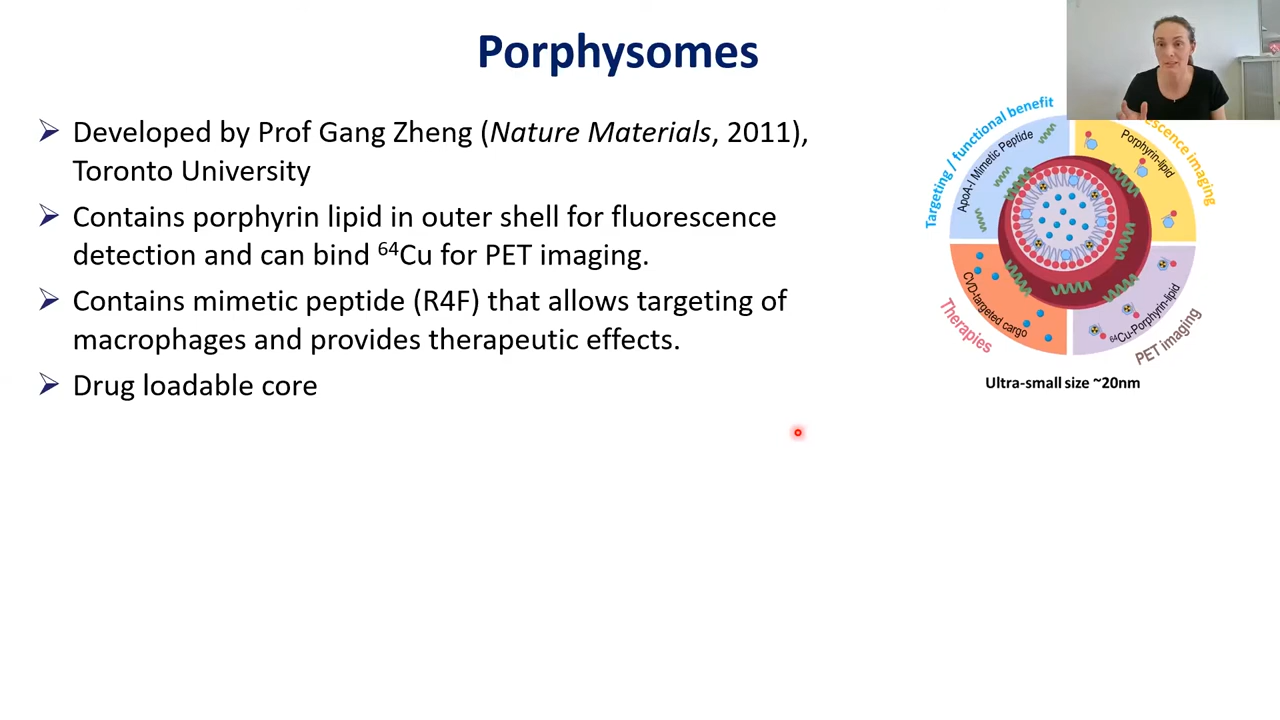 Porphysomes
Developed by Prof Gang Zheng (Nature Materials, 2011),
Toronto University
Contains porphyrin lipid in outer shell for fluorescence
detection and can bind ⁶⁴Cu for PET imaging.
Contains mimetic peptide (R4F) that allows targeting of
macrophages and provides therapeutic effects.
Drug loadable core
Targeting / functional benefit
ApoA-I Mimetic Peptide
imaging
Porphyrin-lipid
CVD-targeted cargo
Therapies
⁶⁴Cu-Porphyrin-lipid
PET imaging
Ultra-small size ~20nm